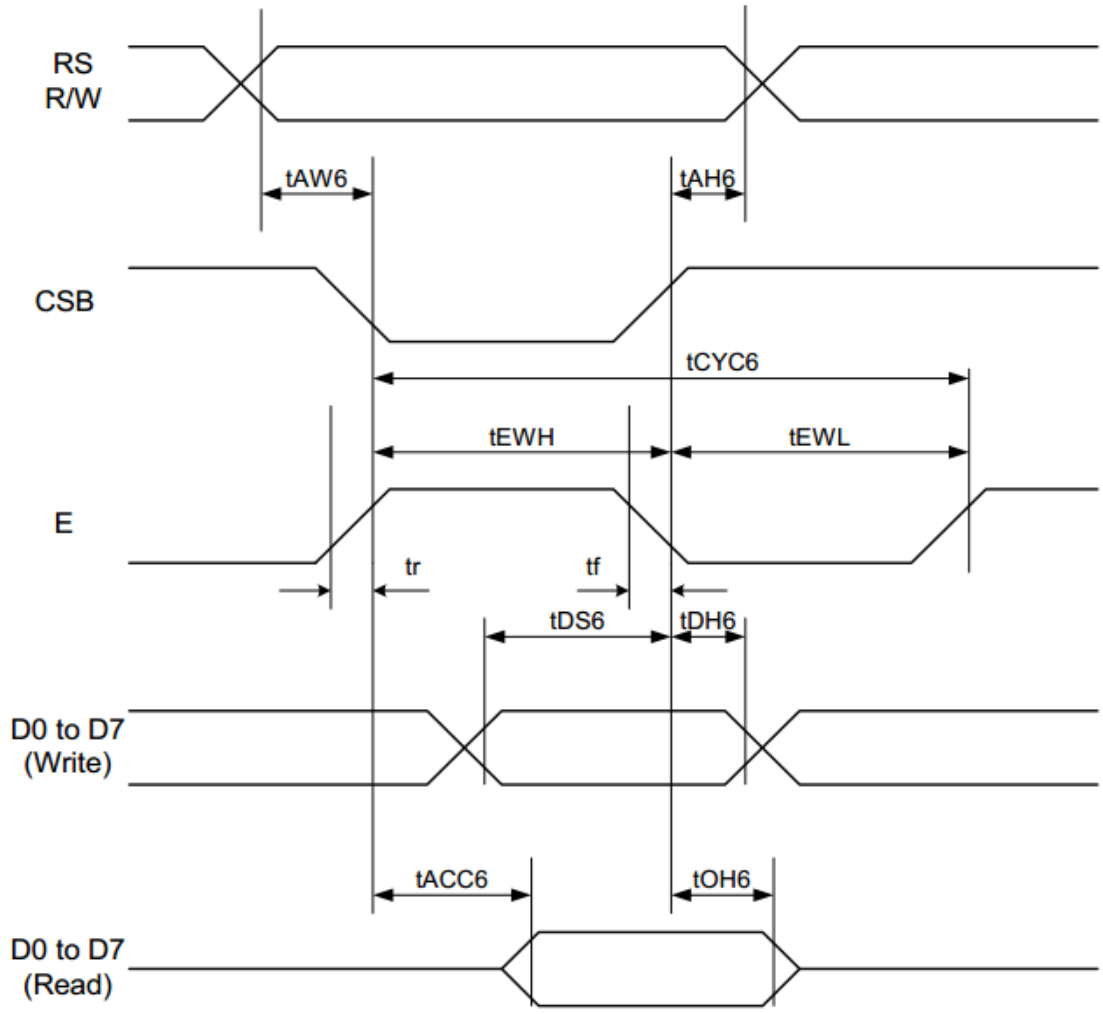 RS
R/W
tAW6
tAH6
CSB
tCYC6
tEWH
tEWL
E
tr
tf
tDS6
tDH6
D0 to D7
(Write)
tACC6
tOH6
D0 to D7
(Read)